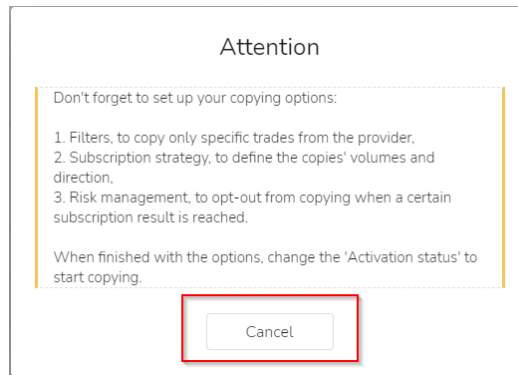 Attention
Don't forget to set up your copying options:
1. Filters, to copy only specific trades from the provider,
2. Subscription strategy, to define the copies' volumes and
direction,
3. Risk management, to opt-out from copying when a certain
subscription result is reached.
When finished with the options, change the 'Activation status' to
start copying.
Cancel